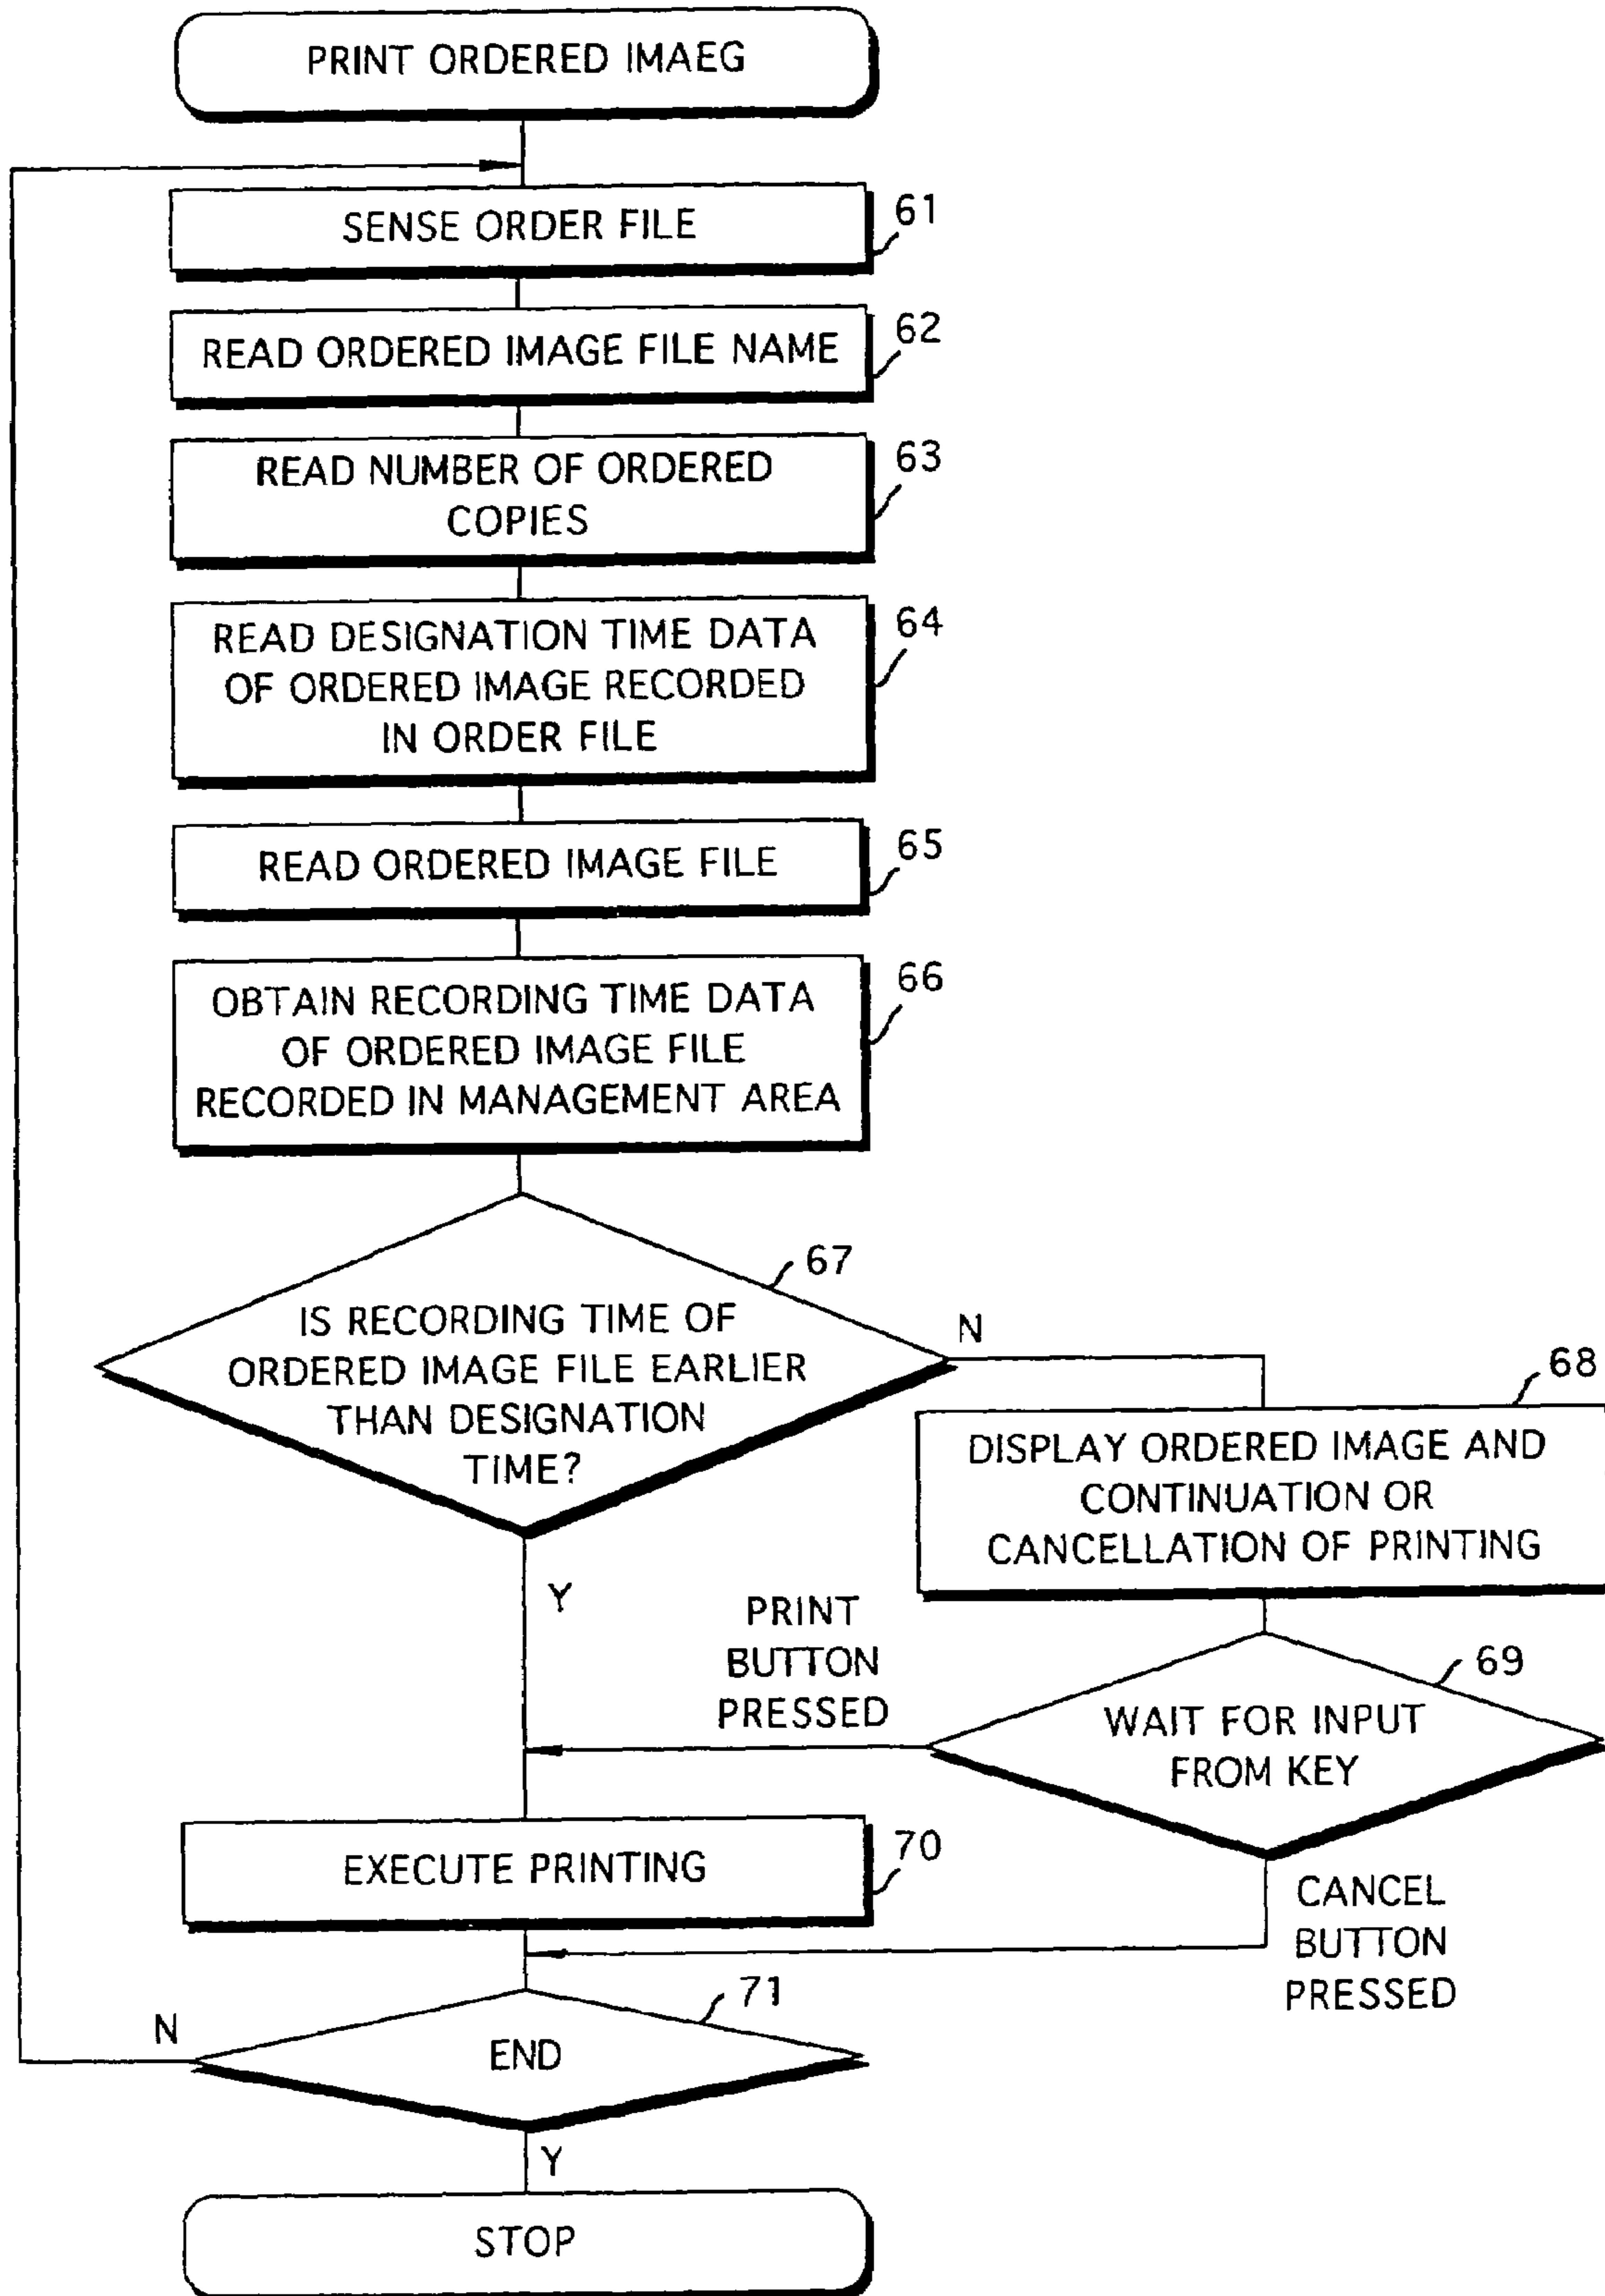 PRINT ORDERED IMAEG
SENSE ORDER FILE
61
READ ORDERED IMAGE FILE NAME
62
READ NUMBER OF ORDERED
COPIES
63
READ DESIGNATION TIME DATA
OF ORDERED IMAGE RECORDED
IN ORDER FILE
64
READ ORDERED IMAGE FILE
65
OBTAIN RECORDING TIME DATA
OF ORDERED IMAGE FILE
RECORDED IN MANAGEMENT AREA
66
IS RECORDING TIME OF
ORDERED IMAGE FILE EARLIER
THAN DESIGNATION
TIME?
67
N
Y
DISPLAY ORDERED IMAGE AND
CONTINUATION OR
CANCELLATION OF PRINTING
68
PRINT
BUTTON
PRESSED
WAIT FOR INPUT
FROM KEY
69
CANCEL
BUTTON
PRESSED
EXECUTE PRINTING
70
END
71
N
Y
STOP